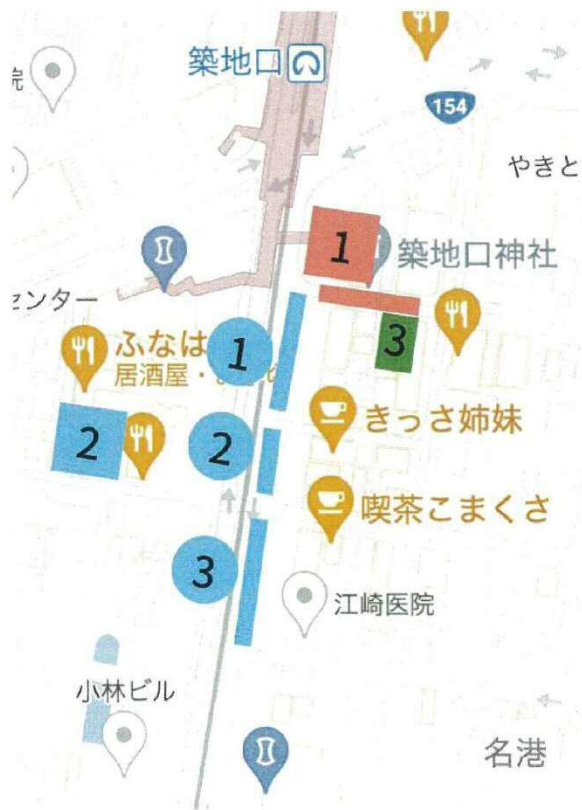 築地口
院
154
やきと
1
築地口神社
センター
3
ふなは
居酒屋・
1
2
2
きっさ姉妹
喫茶こまくさ
3
江崎医院
小林ビル
名港